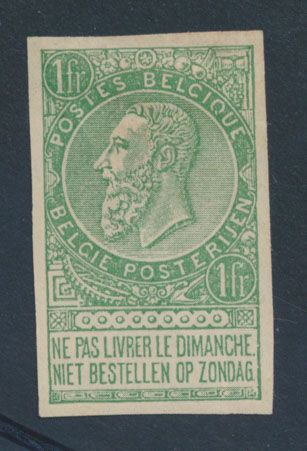 1fr
POSTES BELGIQUE
BELGIE POSTERIJEN
1fr
NE PAS LIVRER LE DIMANCHE
NIET BESTELLEN OP ZONDAG.